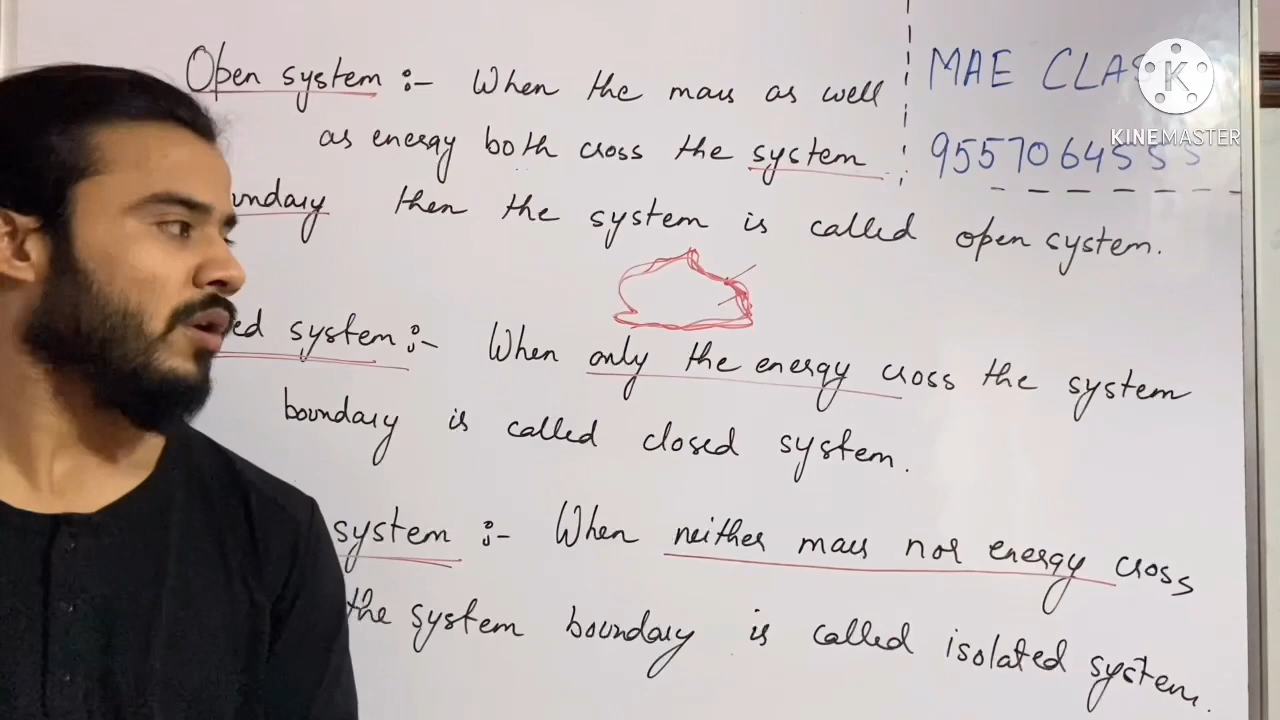 Open system :- When the mass as well
as energy both cross the system
undary then the system is called open system.
ed system :- When only the energy cross the system
boundary is called closed system.
system :- When neither mass nor energy cross
the system boundary is called isolated system.
MAE CLAS
KINEMASTER
9557064555